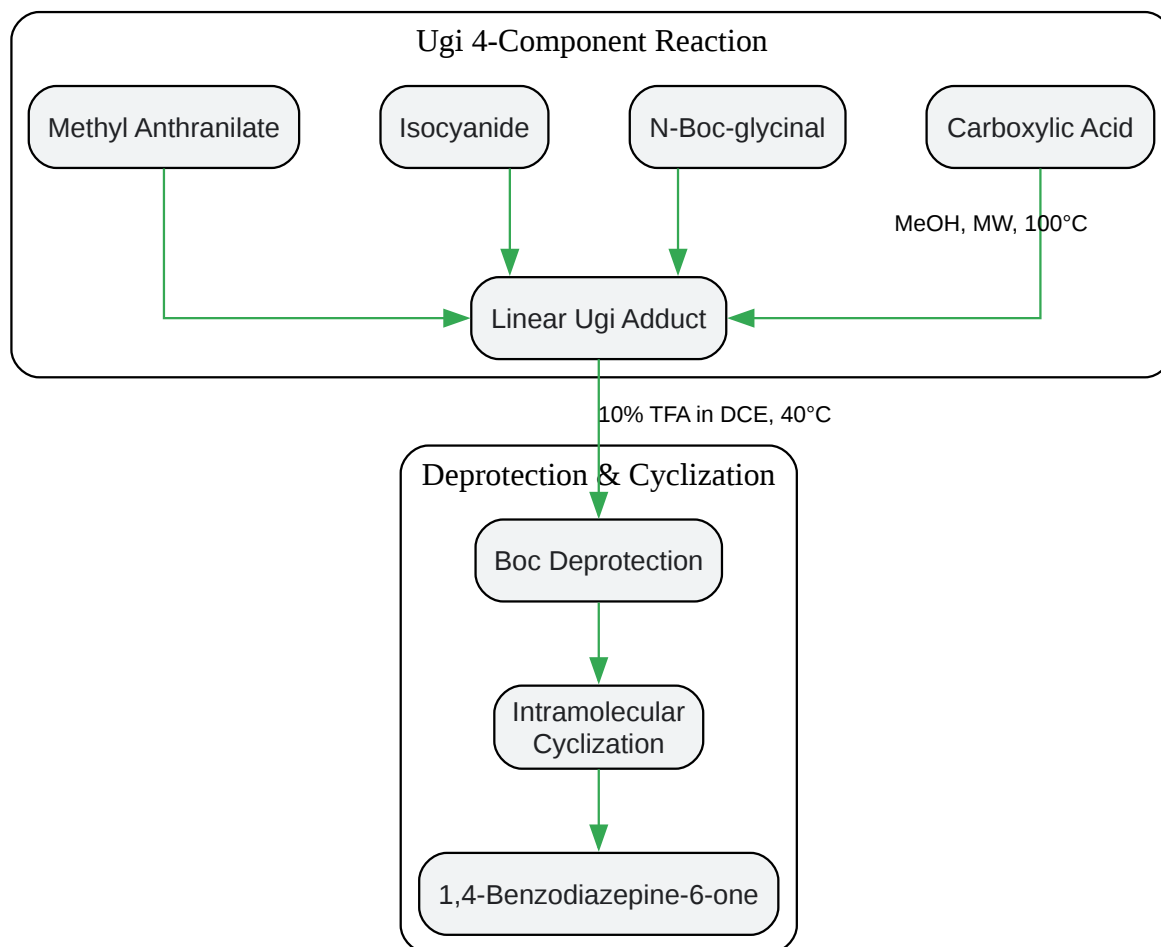 Ugi 4-Component Reaction
Methyl Anthranilate
Isocyanide
N-Boc-glycinal
Carboxylic Acid
MeOH, MW, 100°C
Linear Ugi Adduct
10% TFA in DCE, 40°C
Deprotection & Cyclization
Boc Deprotection
Intramolecular
Cyclization
1,4-Benzodiazepine-6-one